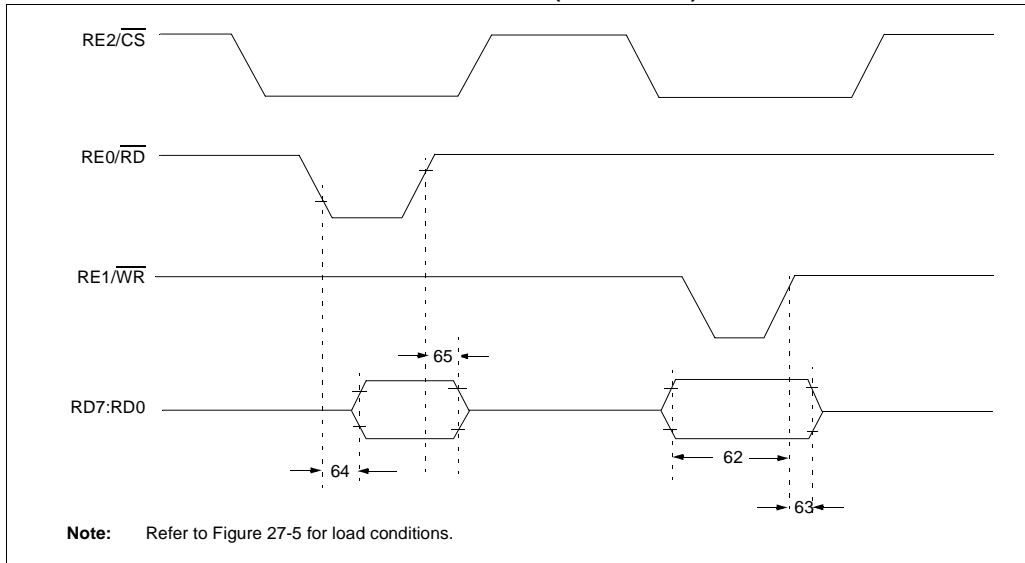 RE2/CS
RE0/RD
RE1/WR
65
RD7:RD0
64
62
63
Note: Refer to Figure 27-5 for load conditions.